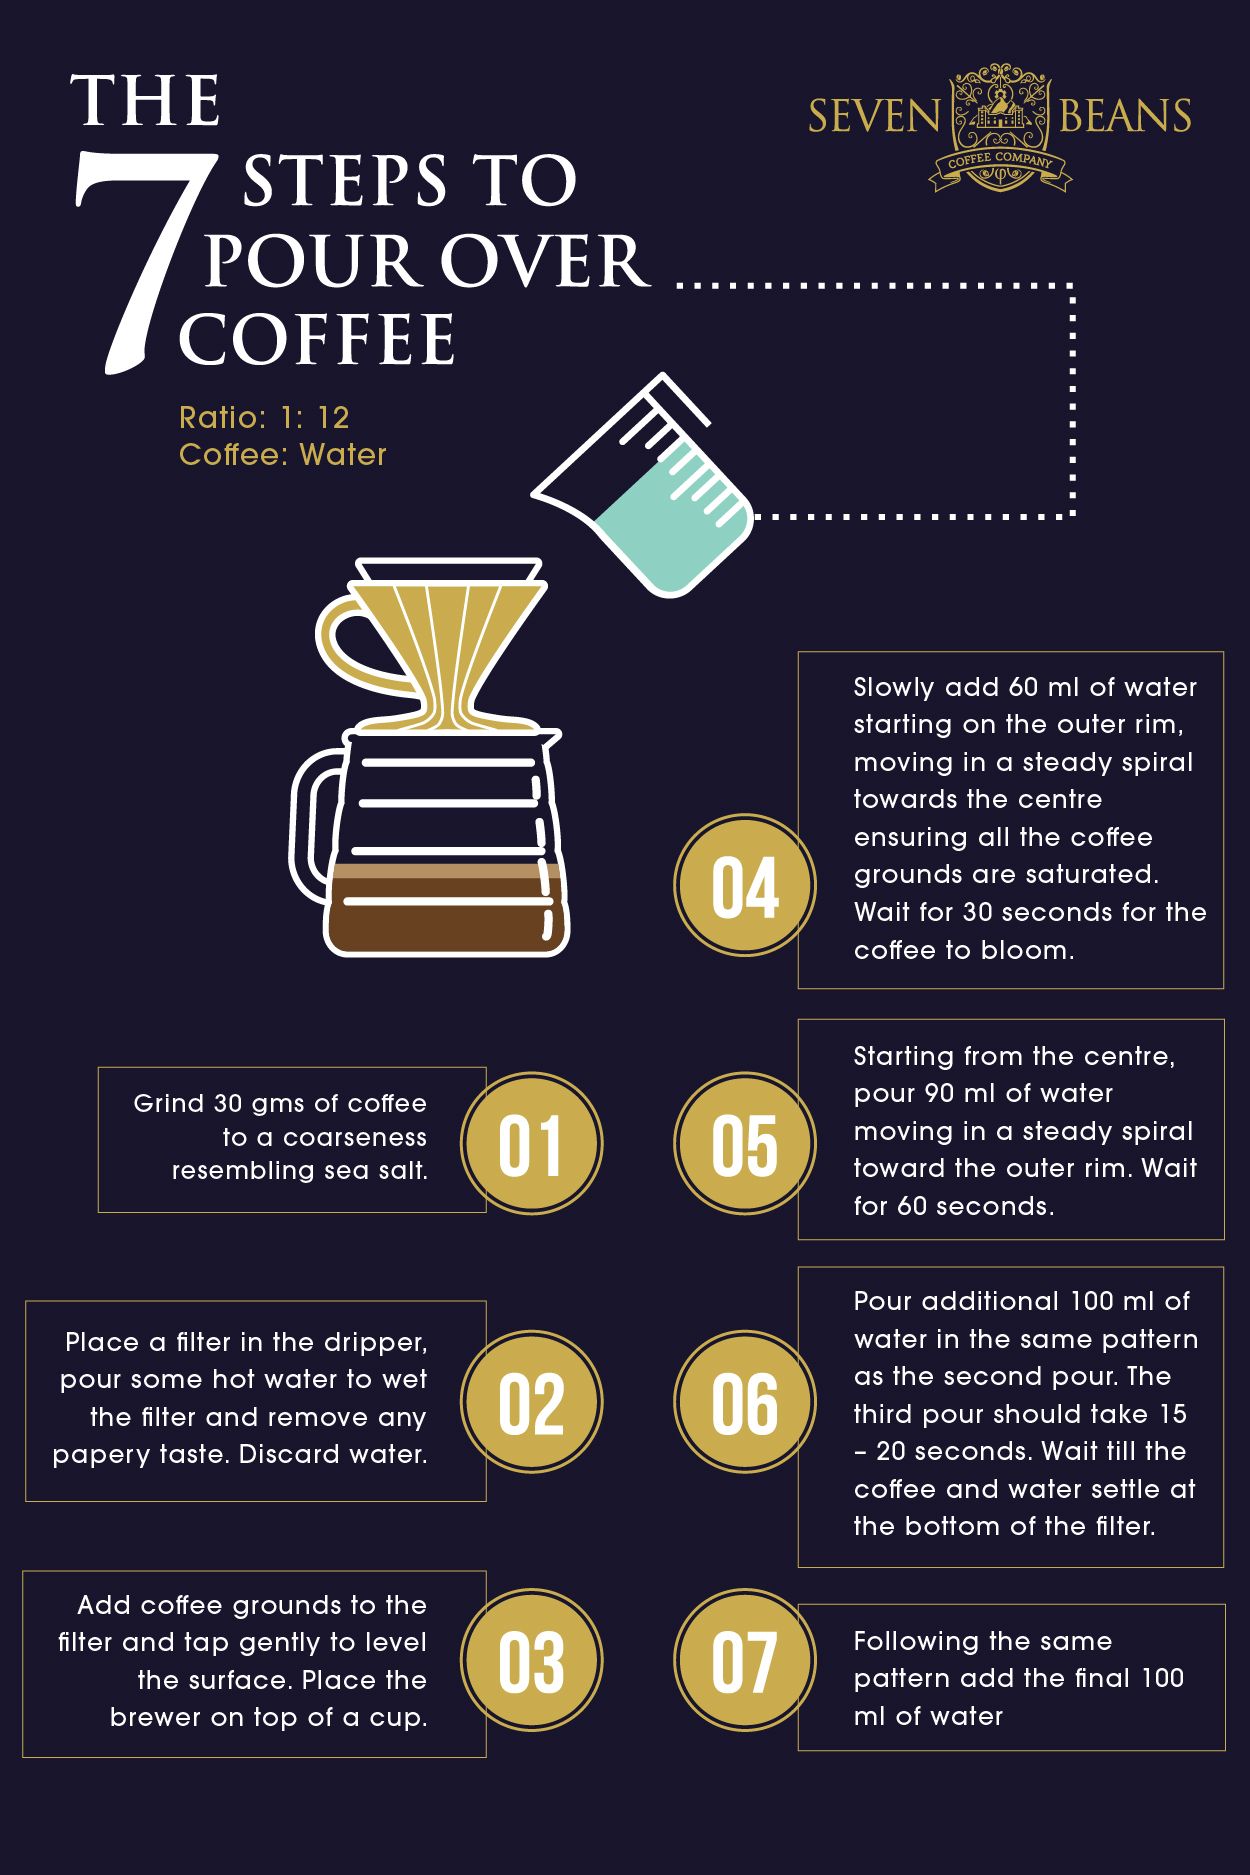 THE
7 STEPS TO
POUR OVER
COFFEE
Ratio: 1: 12
Coffee: Water
SEVEN BEANS
COFFEE COMPANY
Grind 30 gms of coffee
to a coarseness
resembling sea salt.
01
Place a filter in the dripper,
pour some hot water to wet
the filter and remove any
papery taste. Discard water.
02
Add coffee grounds to the
filter and tap gently to level
the surface. Place the
brewer on top of a cup.
03
04
Slowly add 60 ml of water
starting on the outer rim,
moving in a steady spiral
towards the centre
ensuring all the coffee
grounds are saturated.
Wait for 30 seconds for the
coffee to bloom.
05
Starting from the centre,
pour 90 ml of water
moving in a steady spiral
toward the outer rim. Wait
for 60 seconds.
06
Pour additional 100 ml of
water in the same pattern
as the second pour. The
third pour should take 15
– 20 seconds. Wait till the
coffee and water settle at
the bottom of the filter.
07
Following the same
pattern add the final 100
ml of water